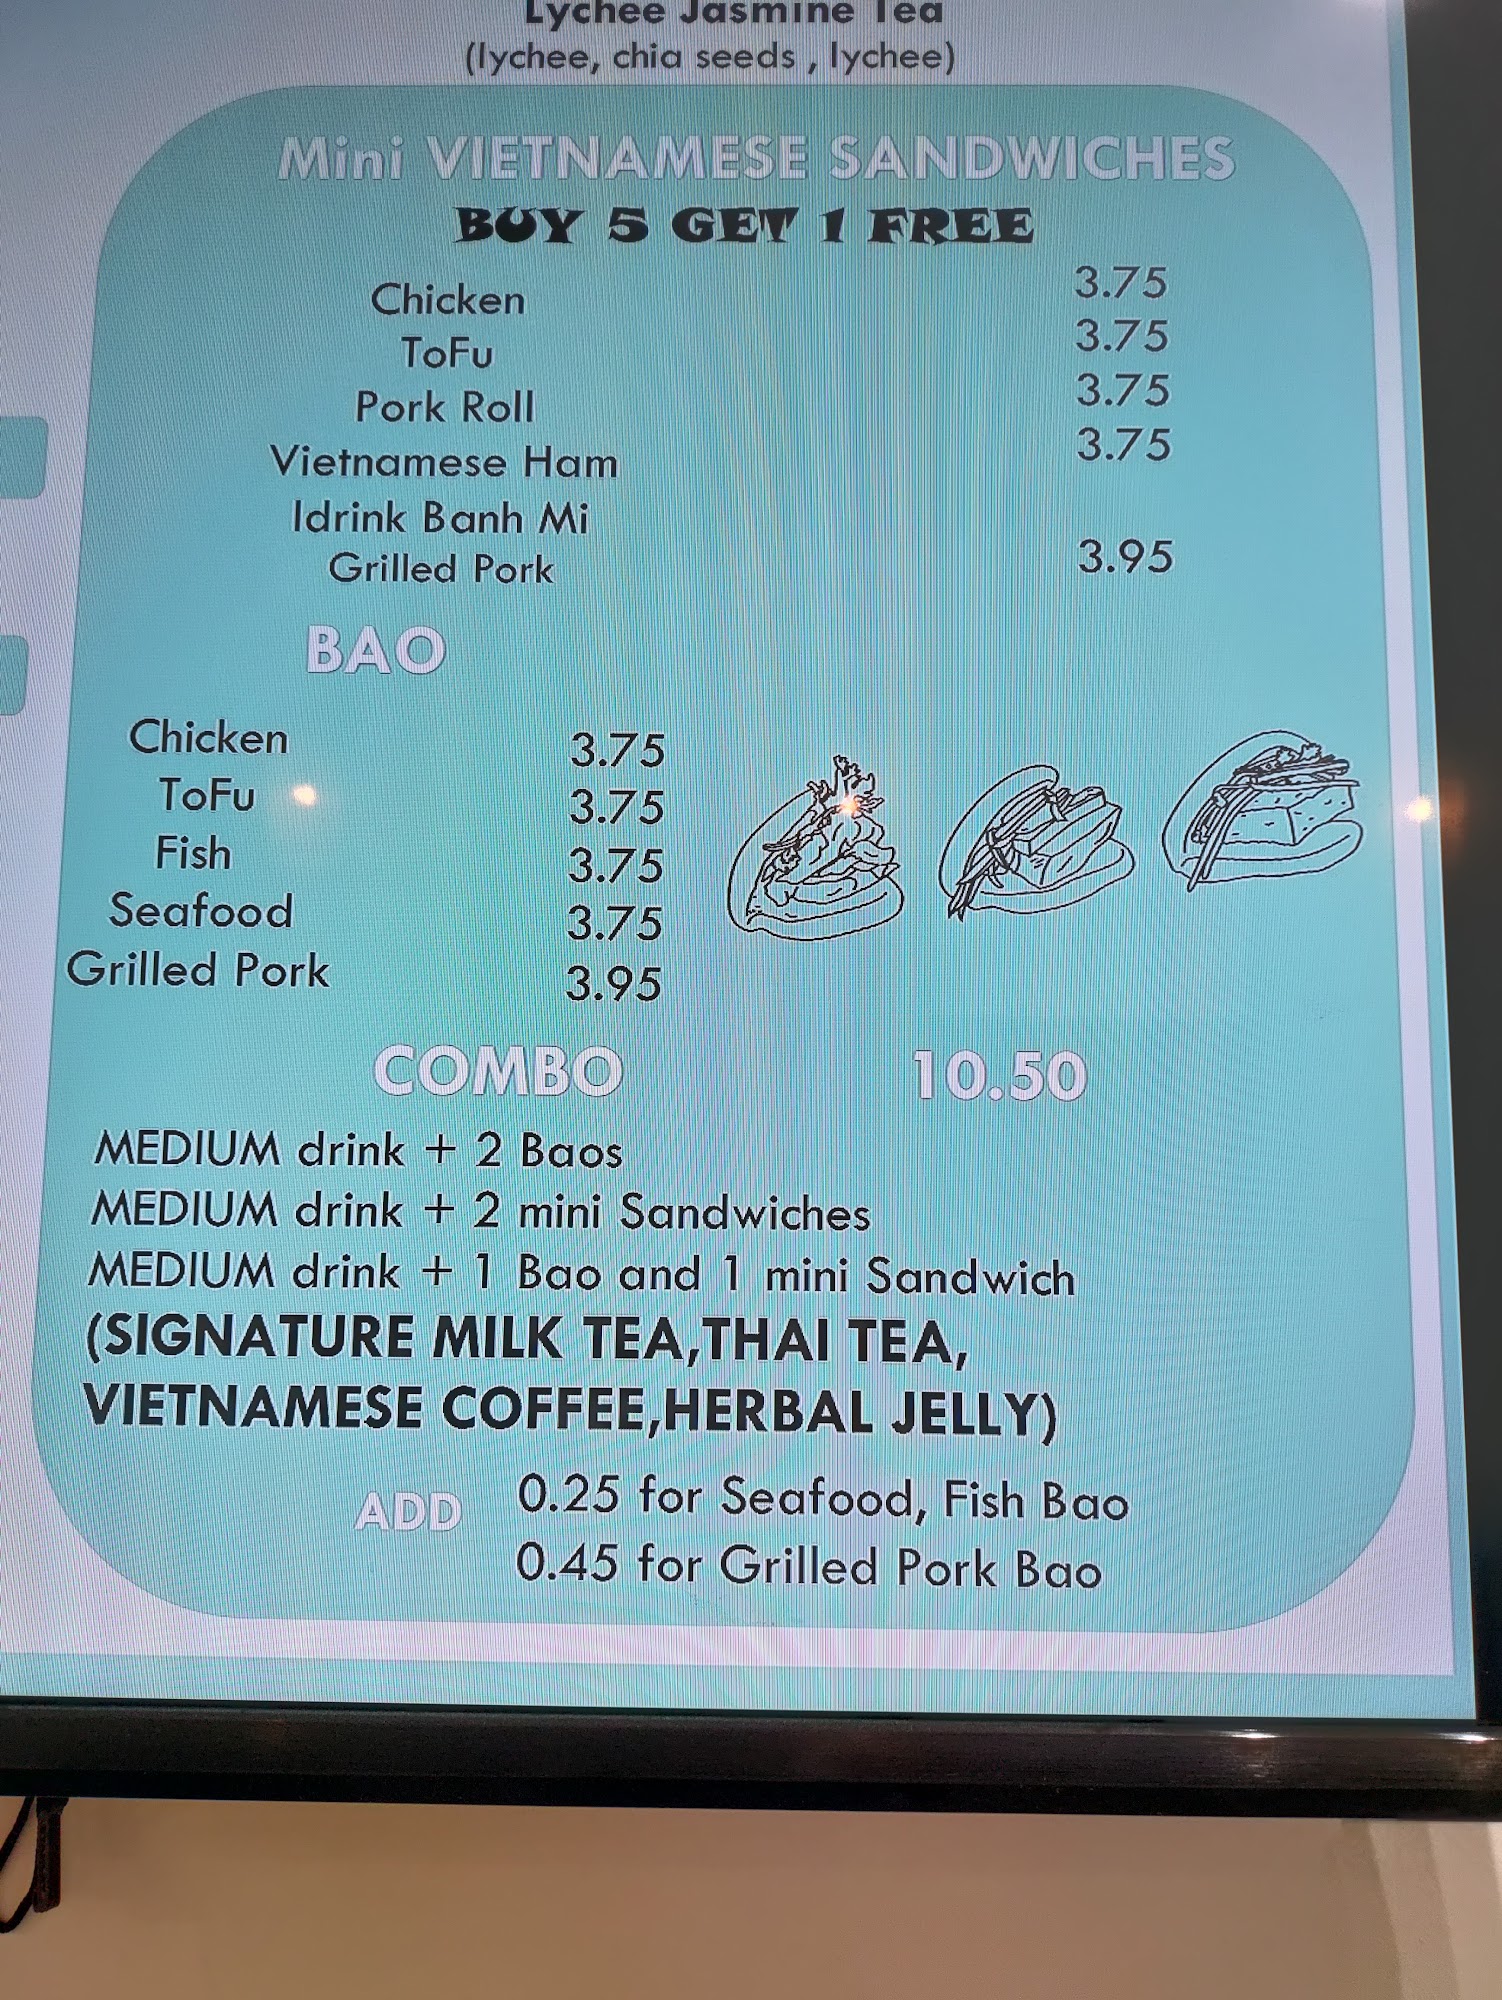 Lychee Jasmine Tea
(lychee, chia seeds , lychee)
Mini VIETNAMESE SANDWICHES
BUY 5 GET 1 FREE
Chicken 3.75
ToFu 3.75
Pork Roll 3.75
Vietnamese Ham 3.75
Idrink Banh Mi
Grilled Pork 3.95
BAO
Chicken 3.75
ToFu 3.75
Fish 3.75
Seafood 3.75
Grilled Pork 3.95
COMBO 10.50
MEDIUM drink + 2 Baos
MEDIUM drink + 2 mini Sandwiches
MEDIUM drink + 1 Bao and 1 mini Sandwich
(SIGNATURE MILK TEA,THAI TEA,
VIETNAMESE COFFEE,HERBAL JELLY)
ADD 0.25 for Seafood, Fish Bao
0.45 for Grilled Pork Bao